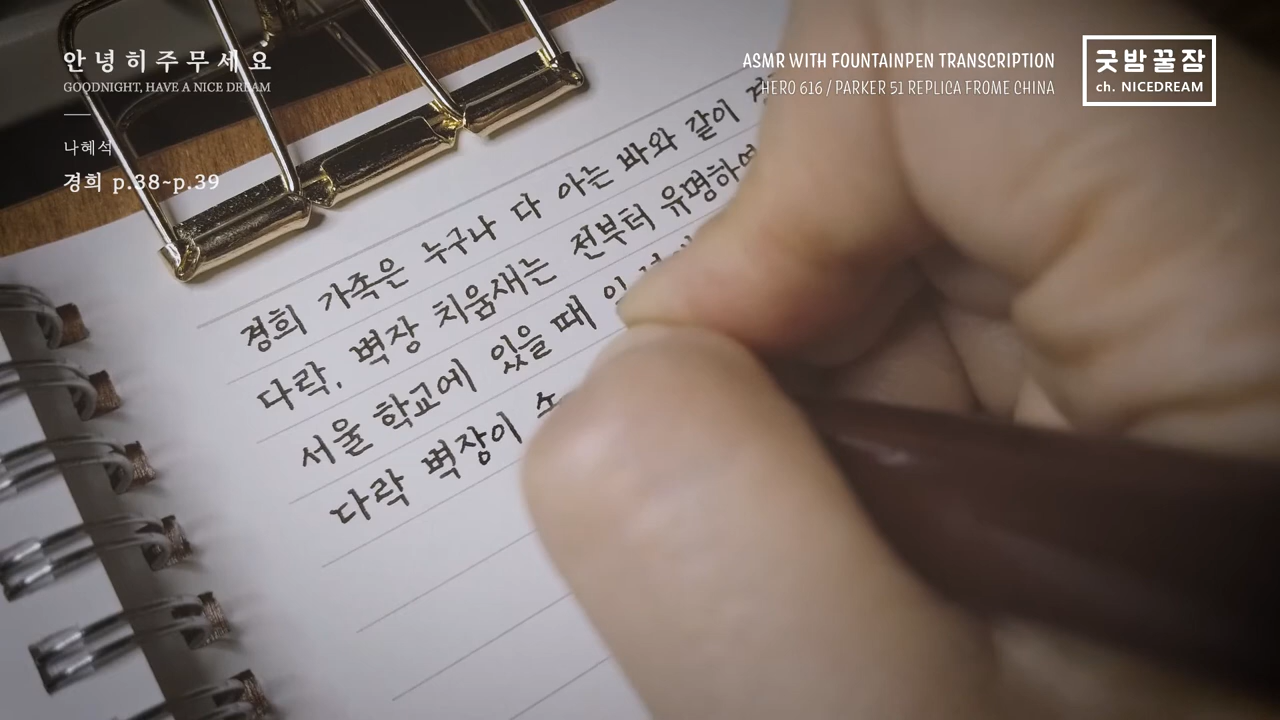 안녕히주무세요
GOODNIGHT, HAVE A NICE DREAM
나혜석
경희 p.38~p.39
ASMR WITH FOUNTAINPEN TRANSCRIPTION
HERO 616 / PARKER 51 REPLICA FROME CHINA
굿밤꿀잠
ch. NICEDREAM
경희 가족은 누구나 다 아는 바와 같이
다락, 벽장 치움새는 전부터 유명하여
서울 학교에 있을 때
다락 벽장이